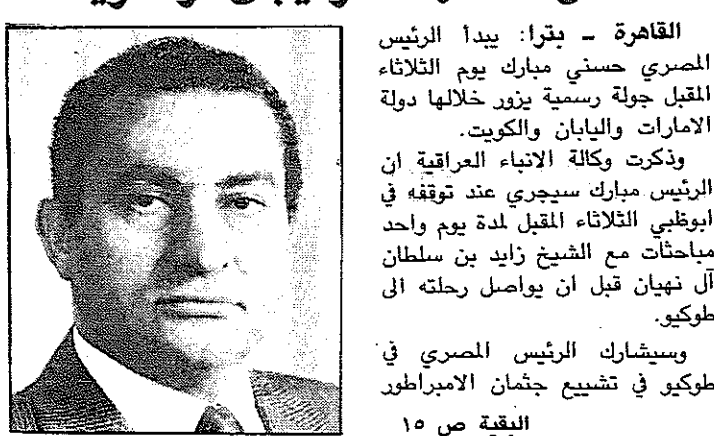 القاهرة ـ بترا: يبدأ الرئيس
المصري حسني مبارك يوم الثلاثاء
المقبل جولة رسمية يزور خلالها دولة
الامارات واليابان والكويت.
وذكرت وكالة الانباء العراقية ان
الرئيس مبارك سيجري عند توقفه في
ابوظبي الثلاثاء المقبل لمدة يوم واحد
مباحثات مع الشيخ زايد بن سلطان
آل نهيان قبل ان يواصل رحلته الى
طوكيو.
وسيشارك الرئيس المصري في
طوكيو في تشييع جثمان الامبراطور
البقية ص ١٥